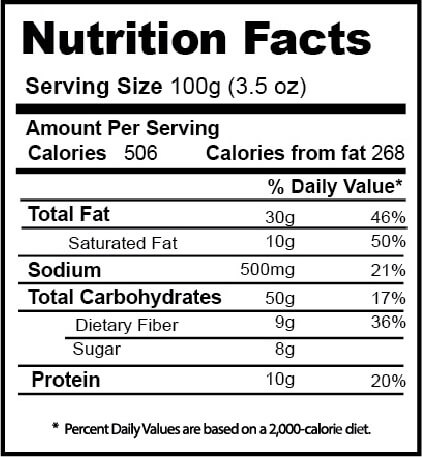 Nutrition Facts
Serving Size 100g (3.5 oz)
Amount Per Serving
Calories 506 Calories from fat 268
% Daily Value*
Total Fat 30g 46%
Saturated Fat 10g 50%
Sodium 500mg 21%
Total Carbohydrates 50g 17%
Dietary Fiber 9g 36%
Sugar 8g
Protein 10g 20%
* Percent Daily Values are based on a 2,000-calorie diet.